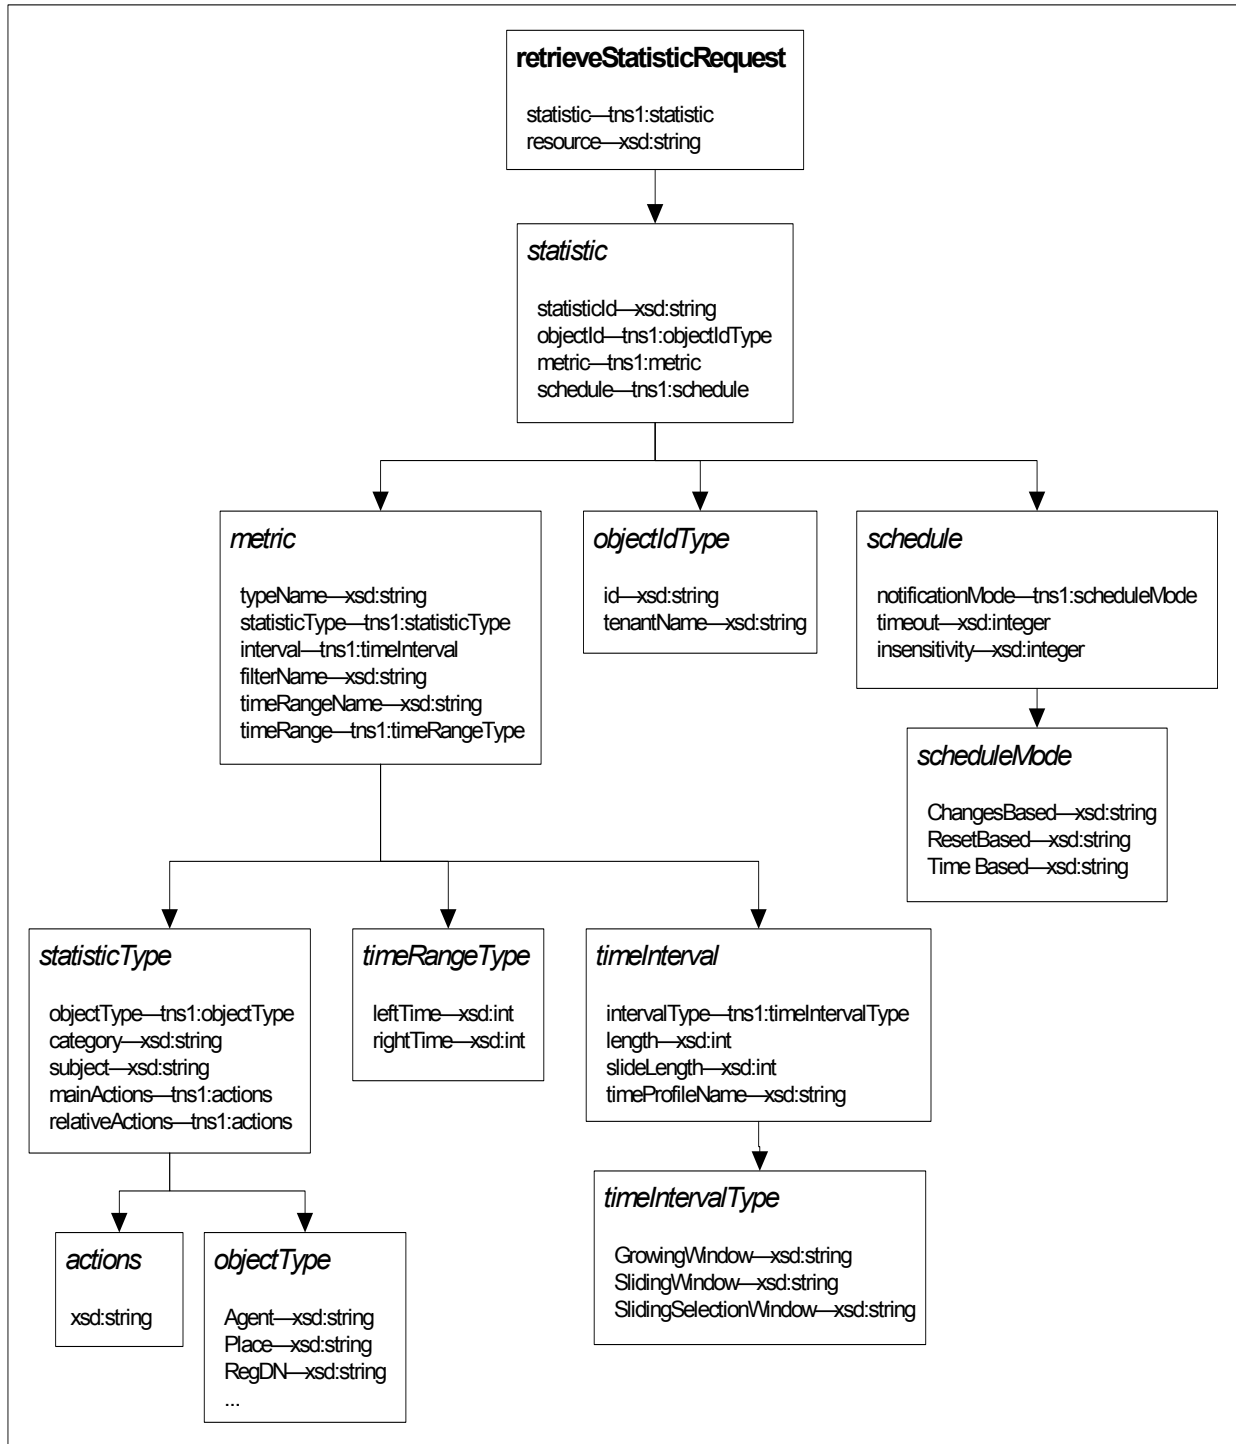 retrieveStatisticRequest
statistic—tns1:statistic
resource—xsd:string
statistic
statisticId—xsd:string
objectId—tns1:objectIdType
metric—tns1:metric
schedule—tns1:schedule
metric
typeName—xsd:string
statisticType—tns1:statisticType
interval—tns1:timeInterval
filterName—xsd:string
timeRangeName—xsd:string
timeRange—tns1:timeRangeType
objectIdType
id—xsd:string
tenantName—xsd:string
schedule
notificationMode—tns1:scheduleMode
timeout—xsd:integer
insensitivity—xsd:integer
scheduleMode
ChangesBased—xsd:string
ResetBased—xsd:string
Time Based—xsd:string
statisticType
objectType—tns1:objectType
category—xsd:string
subject—xsd:string
mainActions—tns1:actions
relativeActions—tns1:actions
timeRangeType
leftTime—xsd:int
rightTime—xsd:int
timeInterval
intervalType—tns1:timeIntervalType
length—xsd:int
slideLength—xsd:int
timeProfileName—xsd:string
timeIntervalType
GrowingWindow—xsd:string
SlidingWindow—xsd:string
SlidingSelectionWindow—xsd:string
actions
xsd:string
objectType
Agent—xsd:string
Place—xsd:string
RegDN—xsd:string
...